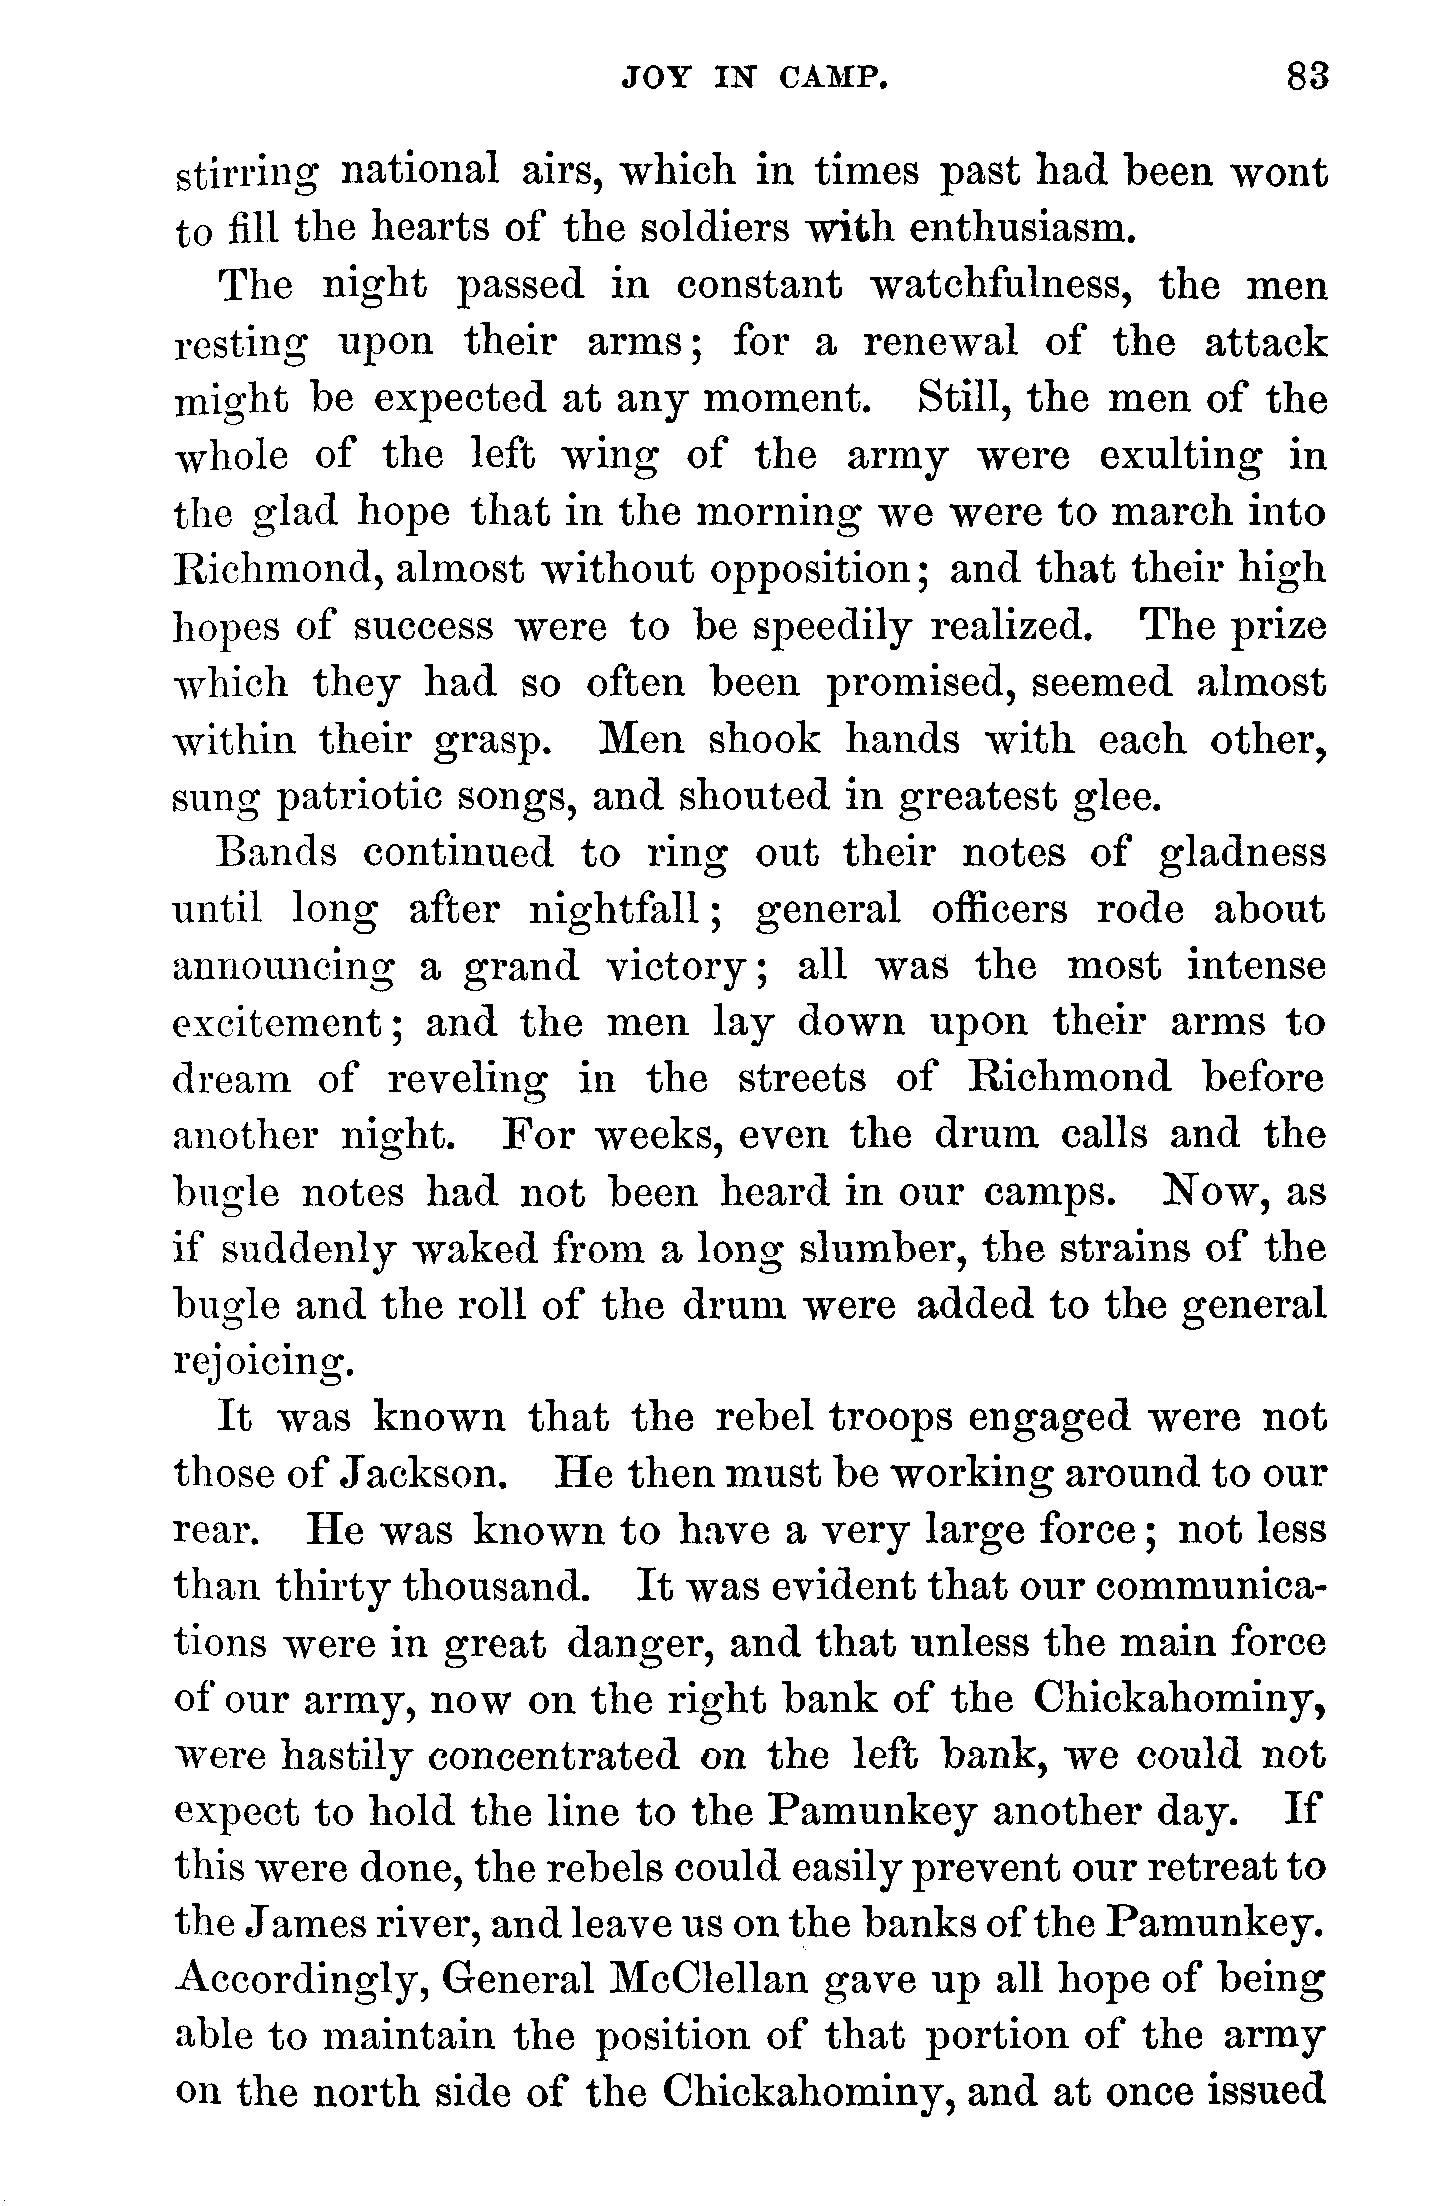 JOY IN CAMP. 83
stirring national airs, which in times past had been wont
to fill the hearts of the soldiers with enthusiasm.
The night passed in constant watchfulness, the men
resting upon their arms; for a renewal of the attack
might be expected at any moment. Still, the men of the
whole of the left wing of the army were exulting in
the glad hope that in the morning we were to march into
Richmond, almost without opposition; and that their high
hopes of success were to be speedily realized. The prize
which they had so often been promised, seemed almost
within their grasp. Men shook hands with each other,
sung patriotic songs, and shouted in greatest glee.
Bands continued to ring out their notes of gladness
until long after nightfall; general officers rode about
announcing a grand victory; all was the most intense
excitement; and the men lay down upon their arms to
dream of reveling in the streets of Richmond before
another night. For weeks, even the drum calls and the
bugle notes had not been heard in our camps. Now, as
if suddenly waked from a long slumber, the strains of the
bugle and the roll of the drum were added to the general
rejoicing.
It was known that the rebel troops engaged were not
those of Jackson. He then must be working around to our
rear. He was known to have a very large force; not less
than thirty thousand. It was evident that our communica-
tions were in great danger, and that unless the main force
of our army, now on the right bank of the Chickahominy,
were hastily concentrated on the left bank, we could not
expect to hold the line to the Pamunkey another day. If
this were done, the rebels could easily prevent our retreat to
the James river, and leave us on the banks of the Pamunkey.
Accordingly, General McClellan gave up all hope of being
able to maintain the position of that portion of the army
on the north side of the Chickahominy, and at once issued